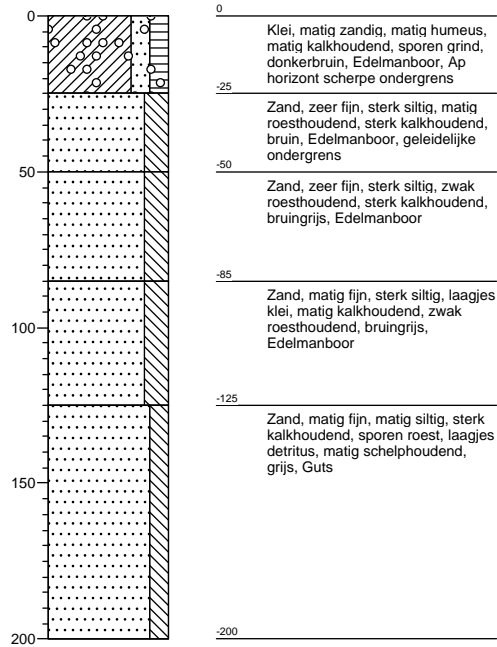 0
0
Klei, matig zandig, matig humeus,
matig kalkhoudend, sporen grind,
donkerbruin, Edelmanboor, Ap
horizont scherpe ondergrens
-25
Zand, zeer fijn, sterk siltig, matig
roesthoudend, sterk kalkhoudend,
bruin, Edelmanboor, geleidelijke
ondergrens
50
-50
Zand, zeer fijn, sterk siltig, zwak
roesthoudend, sterk kalkhoudend,
bruingrijs, Edelmanboor
-85
Zand, matig fijn, sterk siltig, laagjes
klei, matig kalkhoudend, zwak
roesthoudend, bruingrijs,
Edelmanboor
100
-125
Zand, matig fijn, matig siltig, sterk
kalkhoudend, sporen roest, laagjes
detritus, matig schelphoudend,
grijs, Guts
150
200
-200